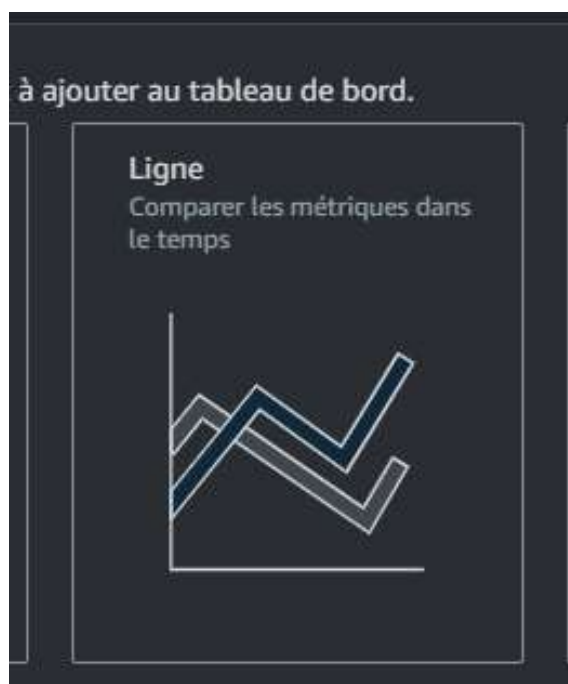 à ajouter au tableau de bord.
Ligne
Comparer les métriques dans
le temps